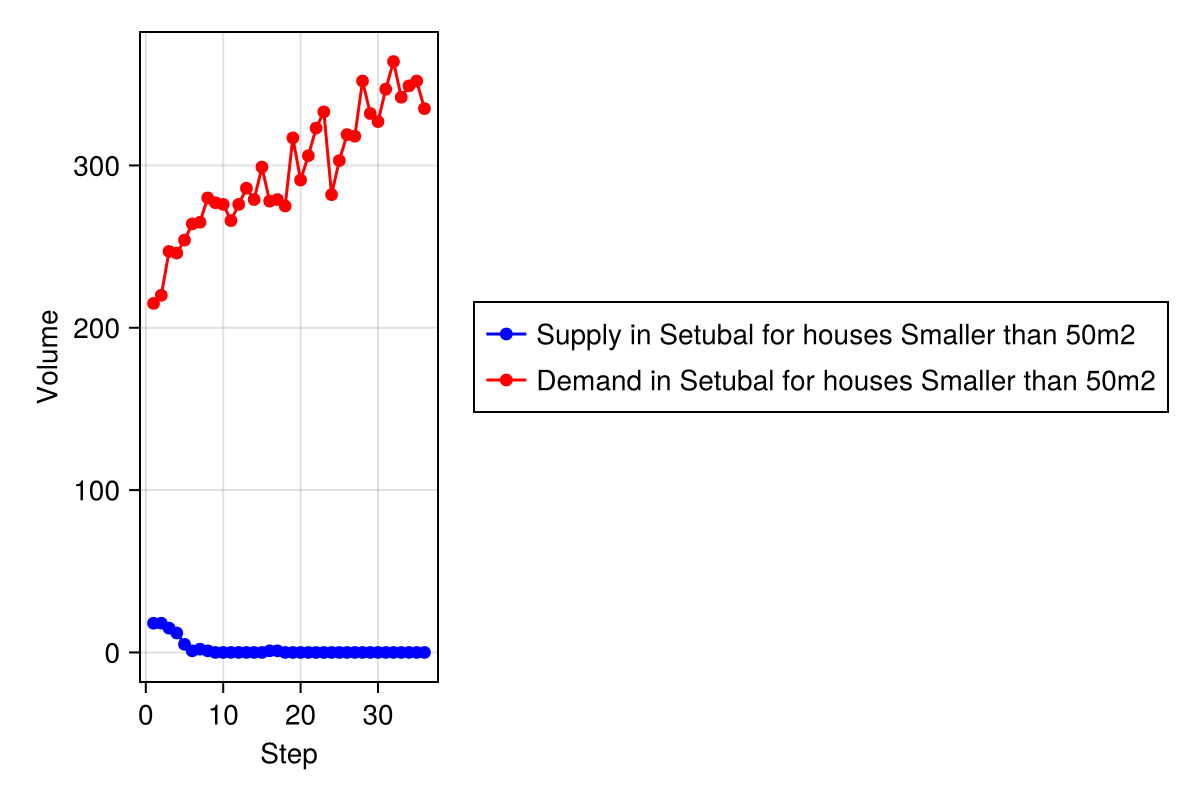 300
200
100
0
Volume
0 10 20 30
Step
Supply in Setubal for houses Smaller than 50m2
Demand in Setubal for houses Smaller than 50m2